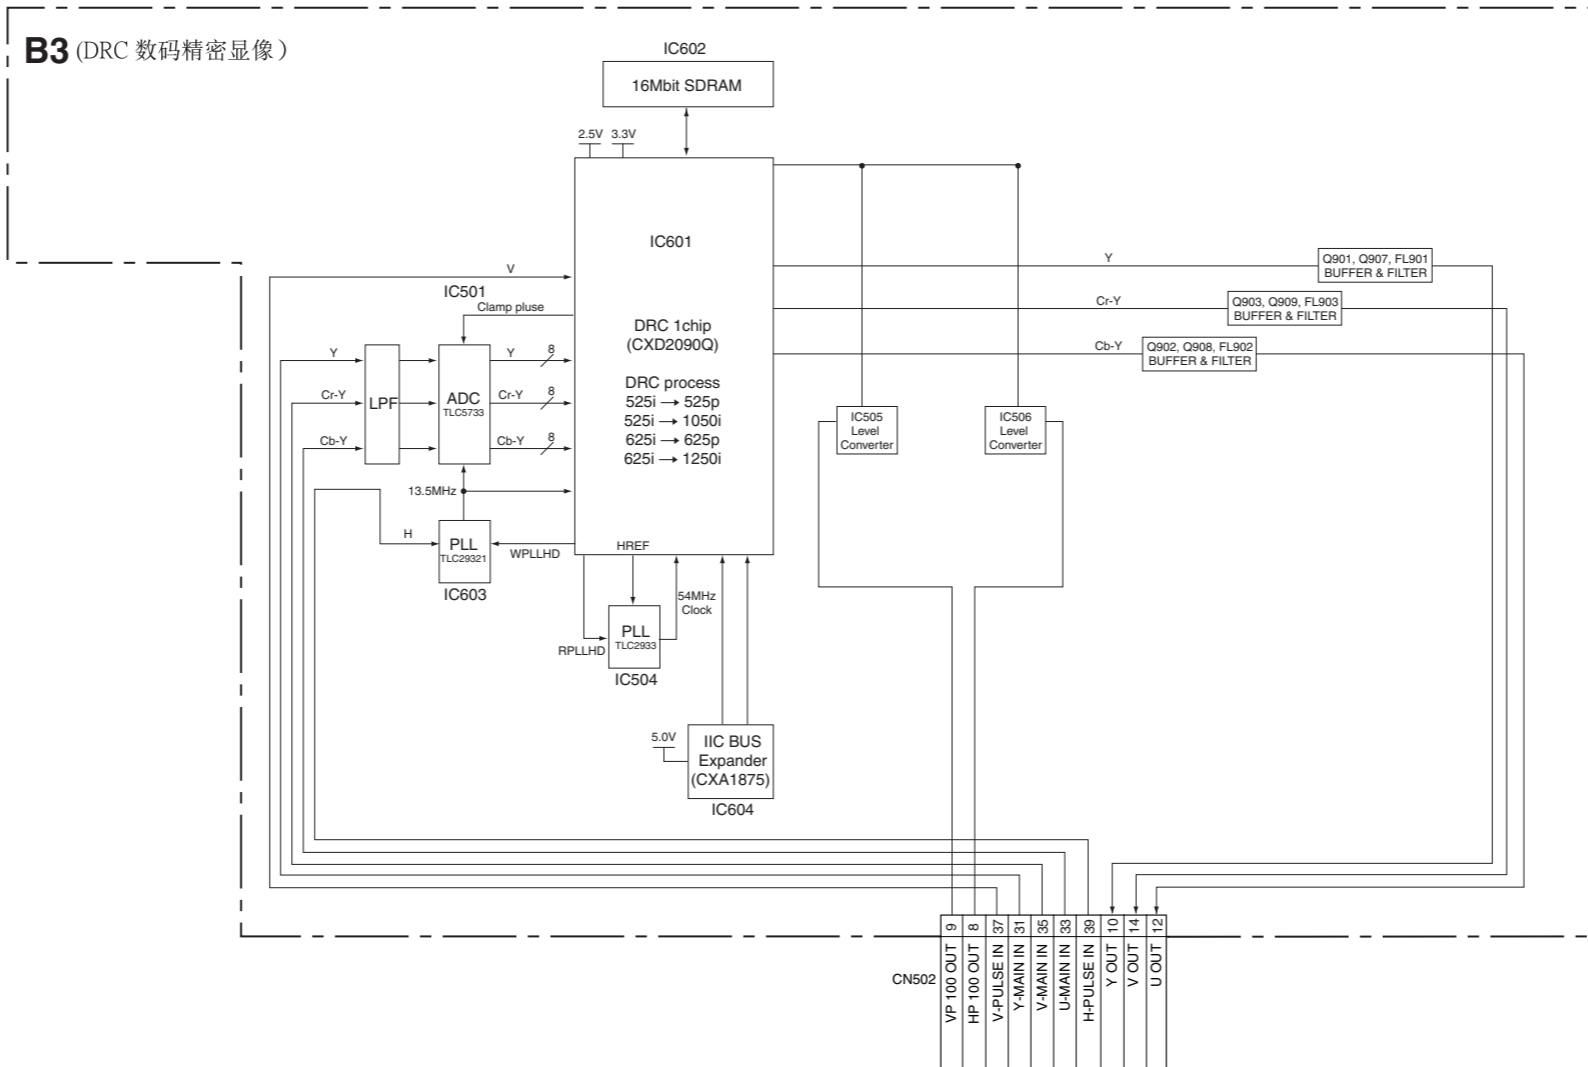 B3 (DRC 数码精密显像）
IC602
16Mbit SDRAM
2.5V 3.3V
IC601
DRC 1chip
(CXD2090Q)
DRC process
525i → 525p
525i → 1050i
625i → 625p
625i → 1250i
V
IC501
Clamp pluse
Y
Cr-Y
Cb-Y
LPF
ADC
TLC5733
Y 8
Cr-Y 8
Cb-Y 8
13.5MHz
H
PLL
TLC29321
IC603
WPLLHD
HREF
54MHz
Clock
RPLLHD
PLL
TLC2933
IC504
5.0V
IIC BUS
Expander
(CXA1875)
IC604
Y
Cr-Y
Cb-Y
Q901, Q907, FL901
BUFFER & FILTER
Q903, Q909, FL903
BUFFER & FILTER
Q902, Q908, FL902
BUFFER & FILTER
IC505
Level
Converter
IC506
Level
Converter
CN502
VP 100 OUT 9
HP 100 OUT 8
V-PULSE IN 37
Y-MAIN IN 31
V-MAIN IN 35
U-MAIN IN 33
H-PULSE IN 39
Y OUT 10
V OUT 14
U OUT 12